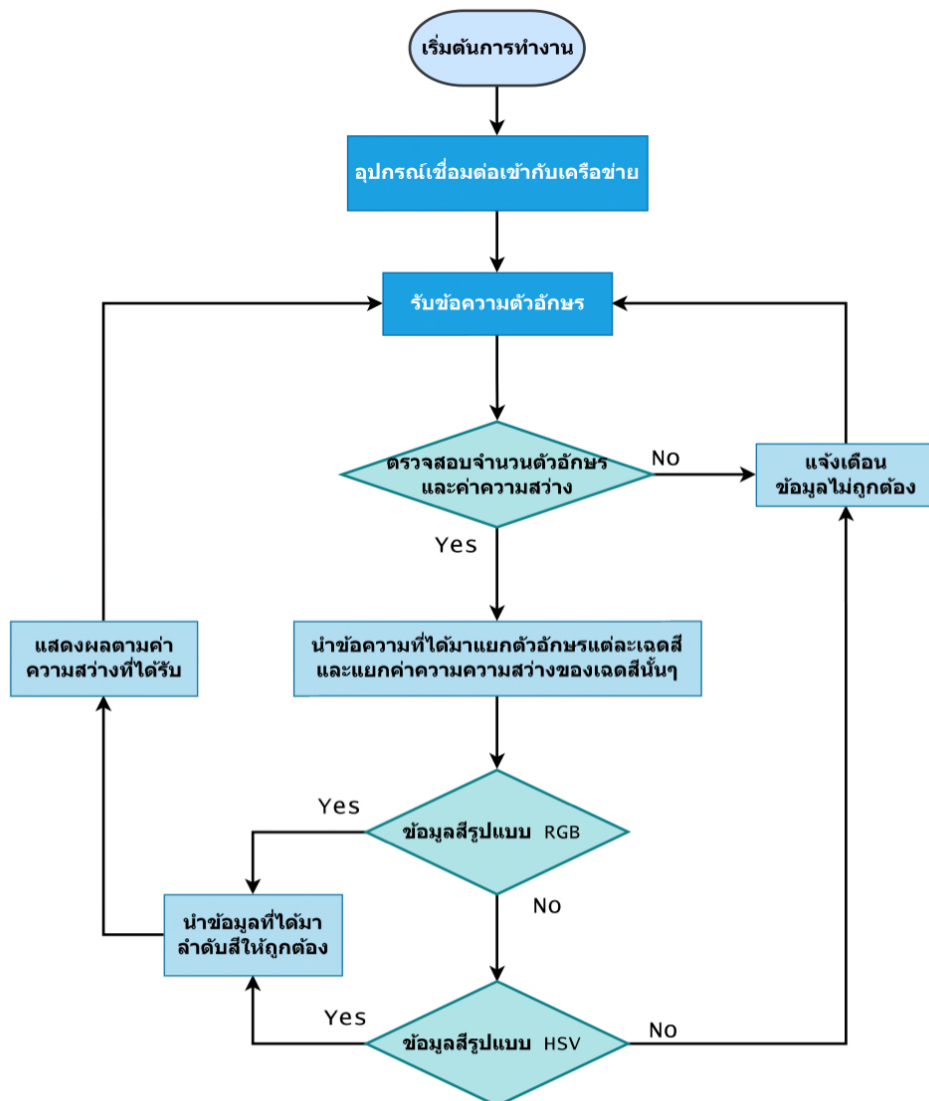 เริ่มต้นการทำงาน
อุปกรณ์เชื่อมต่อเข้ากับเครือข่าย
รับข้อความตัวอักษร
ตรวจสอบจำนวนตัวอักษร
และค่าความสว่าง
No
แจ้งเตือน
ข้อมูลไม่ถูกต้อง
Yes
นำข้อความที่ได้มาแยกตัวอักษรแต่ละเฉดสี
และแยกค่าความความสว่างของเฉดสีนั้นๆ
แสดงผลตามค่า
ความสว่างที่ได้รับ
Yes
ข้อมูลสีรูปแบบ RGB
No
นำข้อมูลที่ได้มา
ลำดับสีให้ถูกต้อง
Yes
ข้อมูลสีรูปแบบ HSV
No